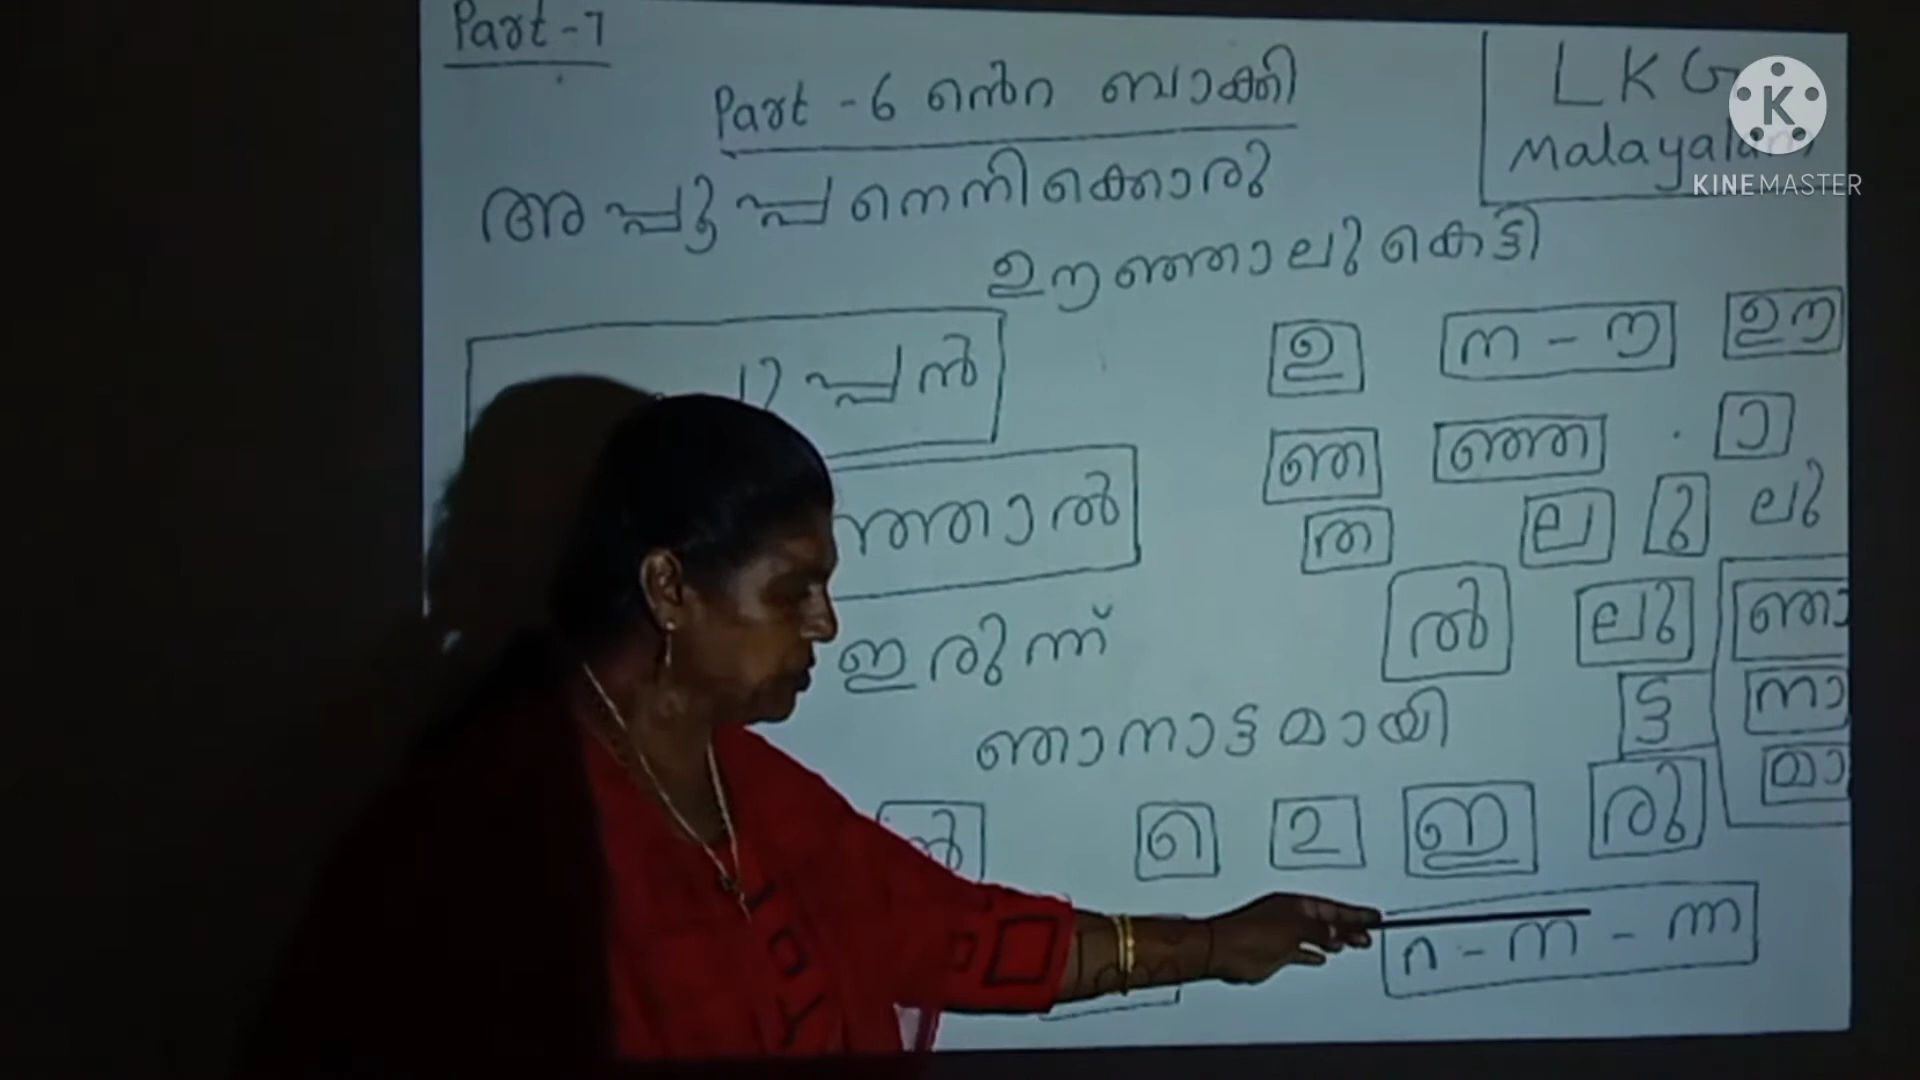 Part-7
Part -6 ൻെറ ബാക്കി
LKG
Malayalam
KINEMASTER
അപ്പൂപ്പനെനിക്കൊരു
ഊഞ്ഞാലു കെട്ടി
പ്പൻ
ഉ ന - ൗ ഊ
ഞ ഞ്ഞ ാ
ഞ്ഞാൽ
ത ല ു ലു
ഇരുന്ന്
ൽ ലു ഞാ
ഞാനാട്ടമായി
ട്ട നാ
മാ
െ ഉ ഇ രു
ന - ന്ന